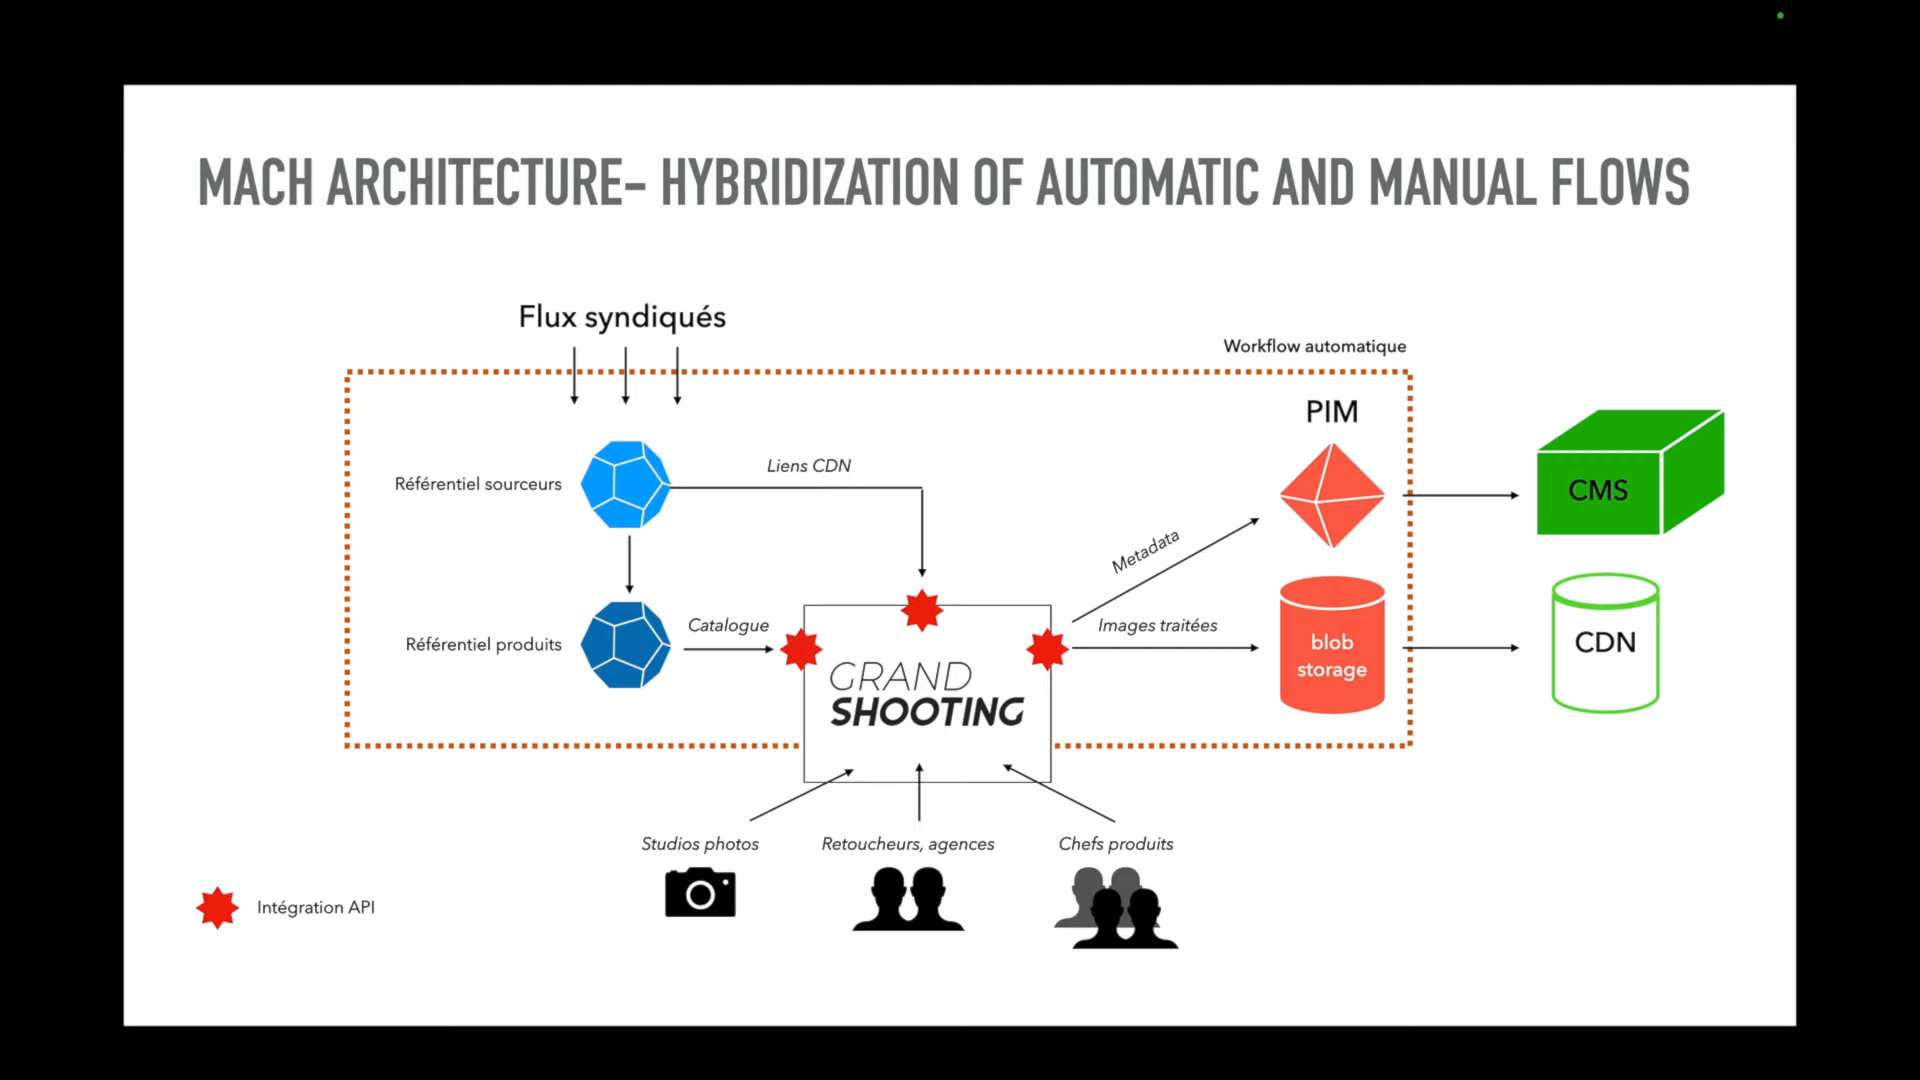 MACH ARCHITECTURE- HYBRIDIZATION OF AUTOMATIC AND MANUAL FLOWS
Flux syndiqués
Workflow automatique
PIM
Référentiel sourceurs
Liens CDN
CMS
Metadata
Référentiel produits
Catalogue
Images traitées
blob
storage
CDN
GRAND
SHOOTING
Studios photos
Retoucheurs, agences
Chefs produits
Intégration API